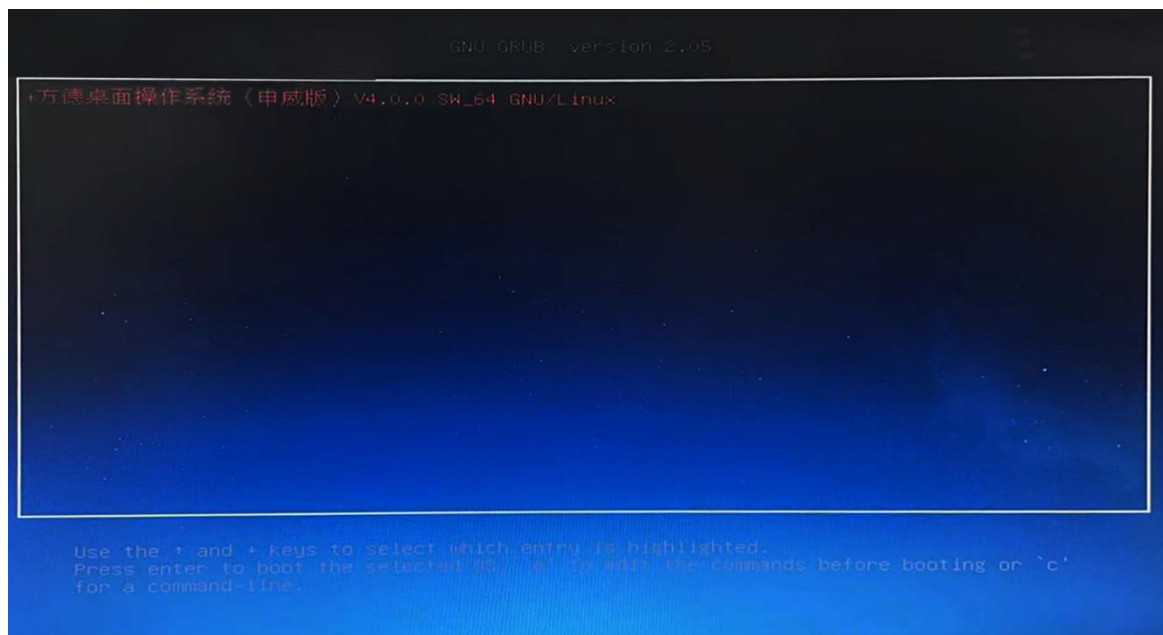 GNU GRUB version 2.05
+方德桌面操作系统（申威版）V4.0.0 SW_64 GNU/Linux
Use the ↑ and ↓ keys to select which entry is highlighted.
Press enter to boot the selected OS, `e' to edit the commands before booting or `c'
for a command-line.